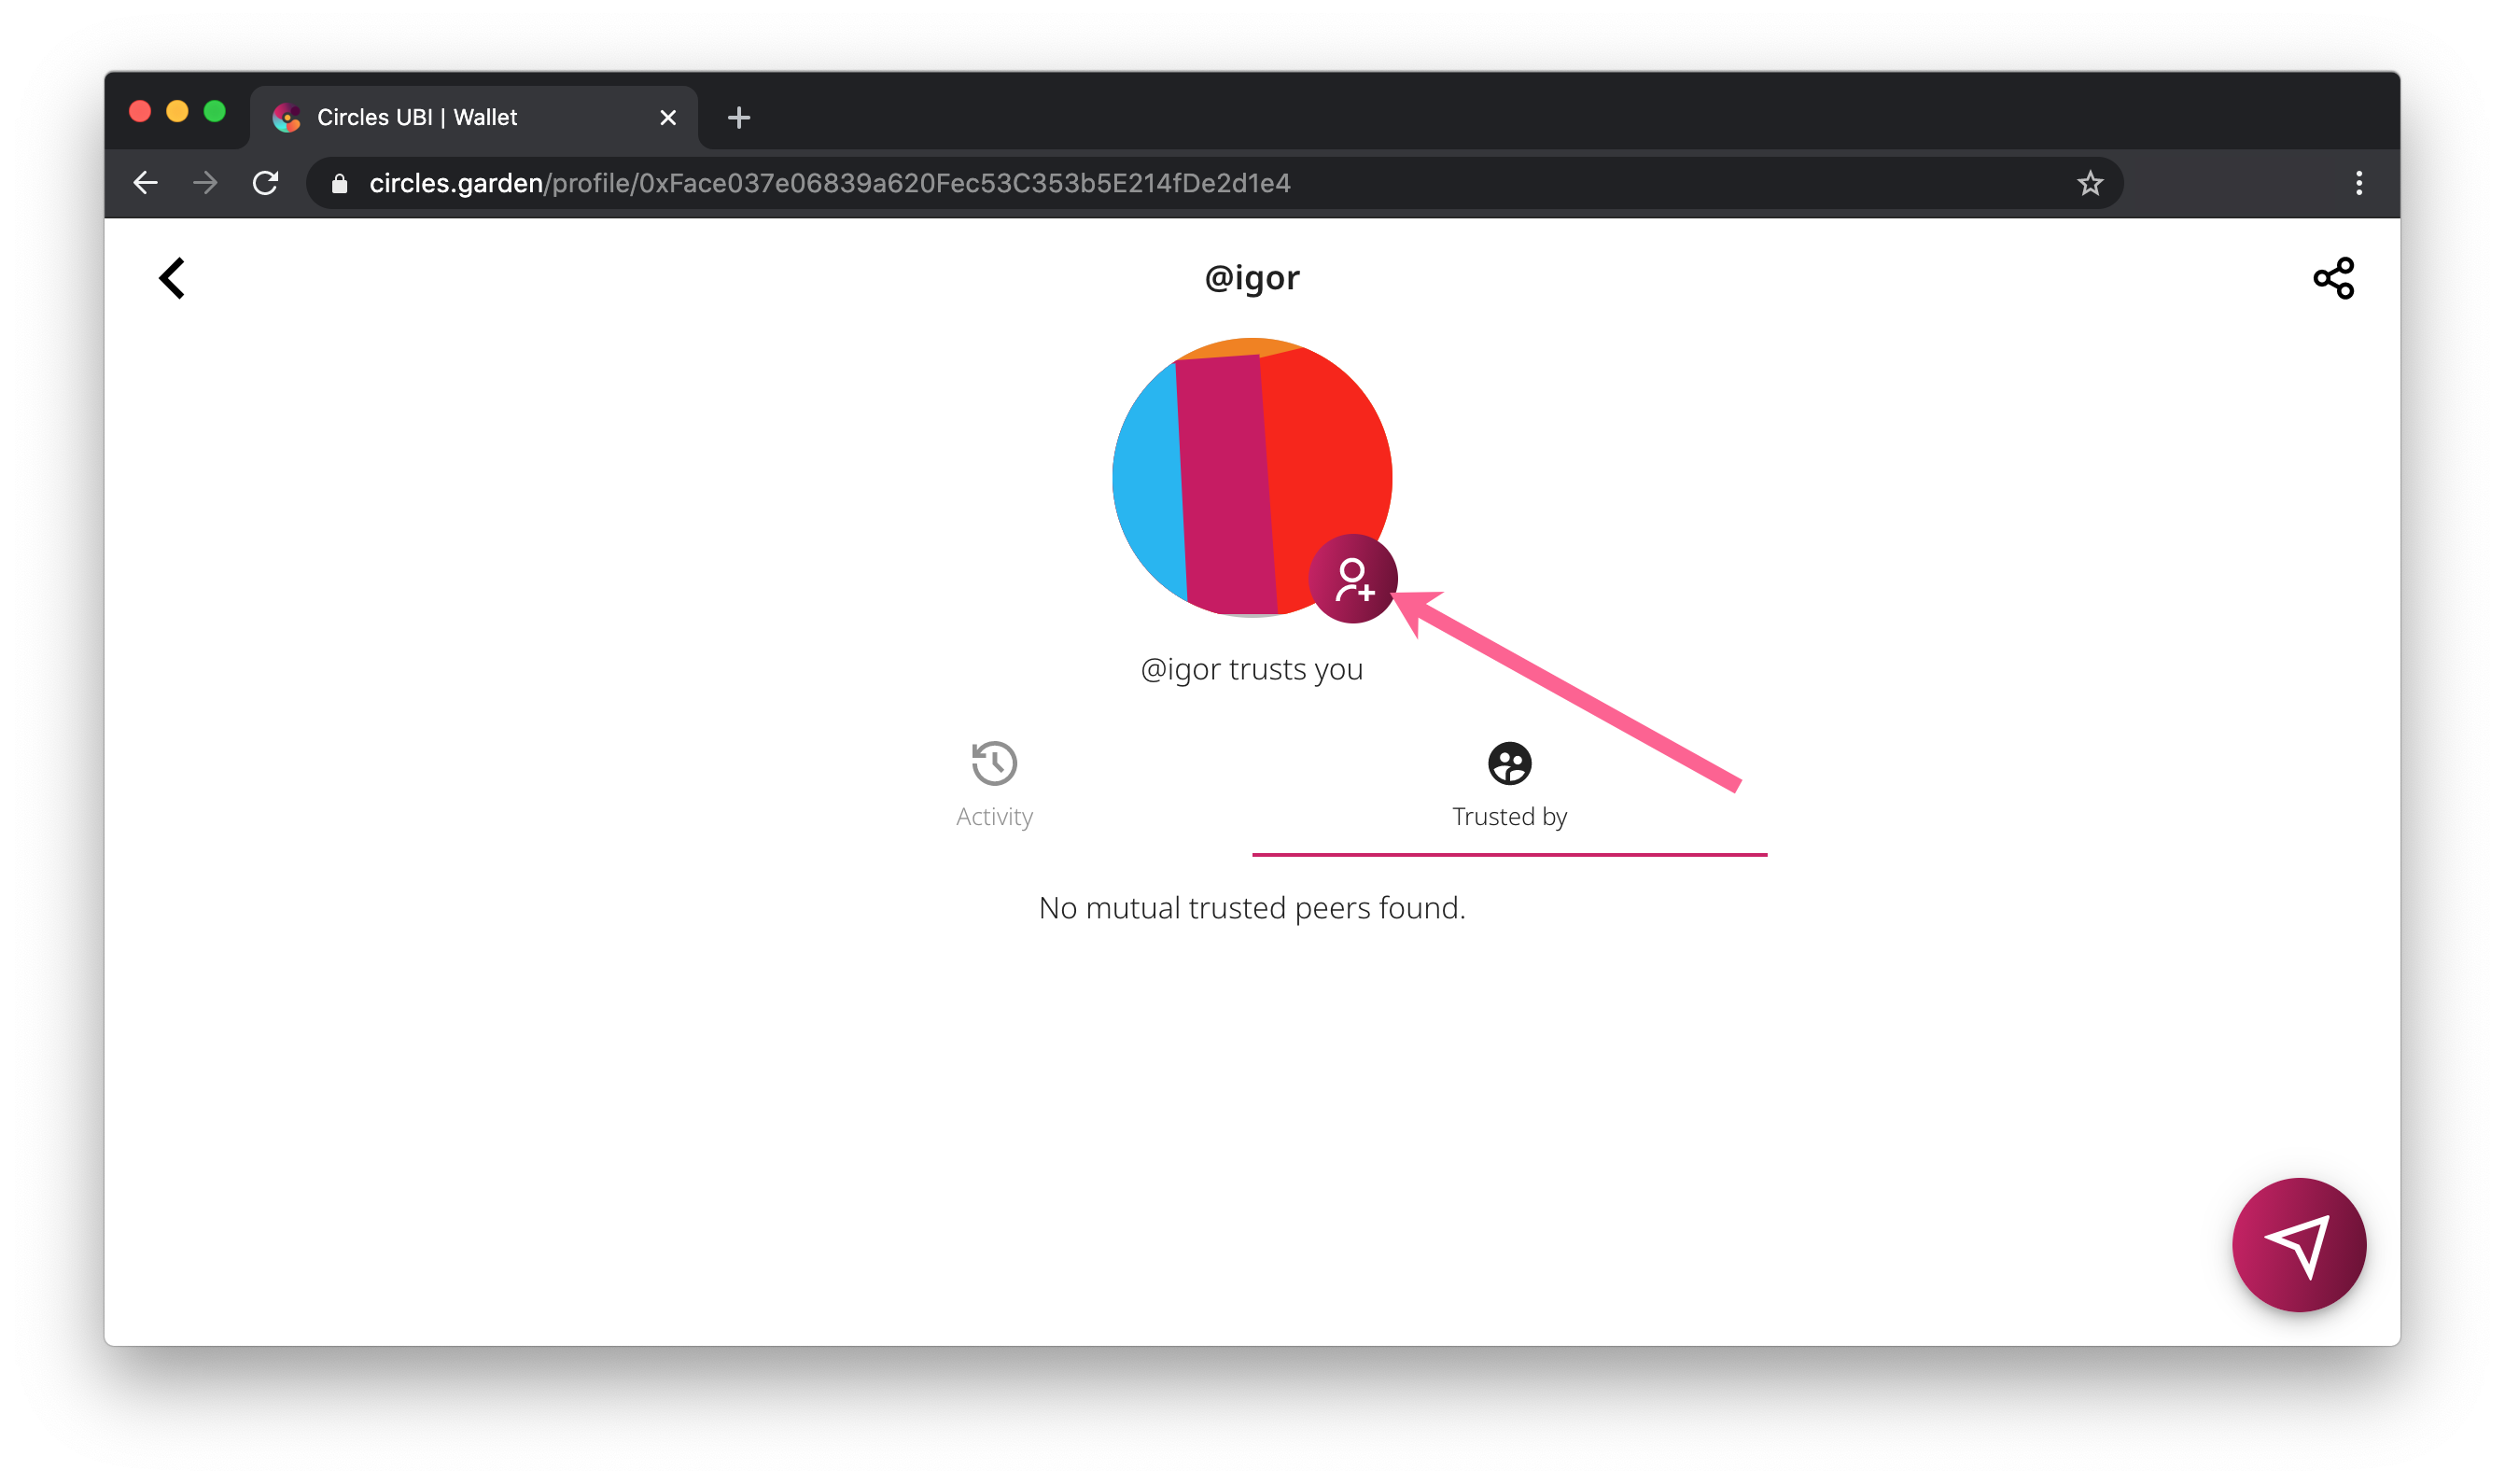 Circles UBI | Wallet
circles.garden/profile/0xFace037e06839a620Fec53C353b5E214fDe2d1e4
@igor
@igor trusts you
Activity
Trusted by
No mutual trusted peers found.